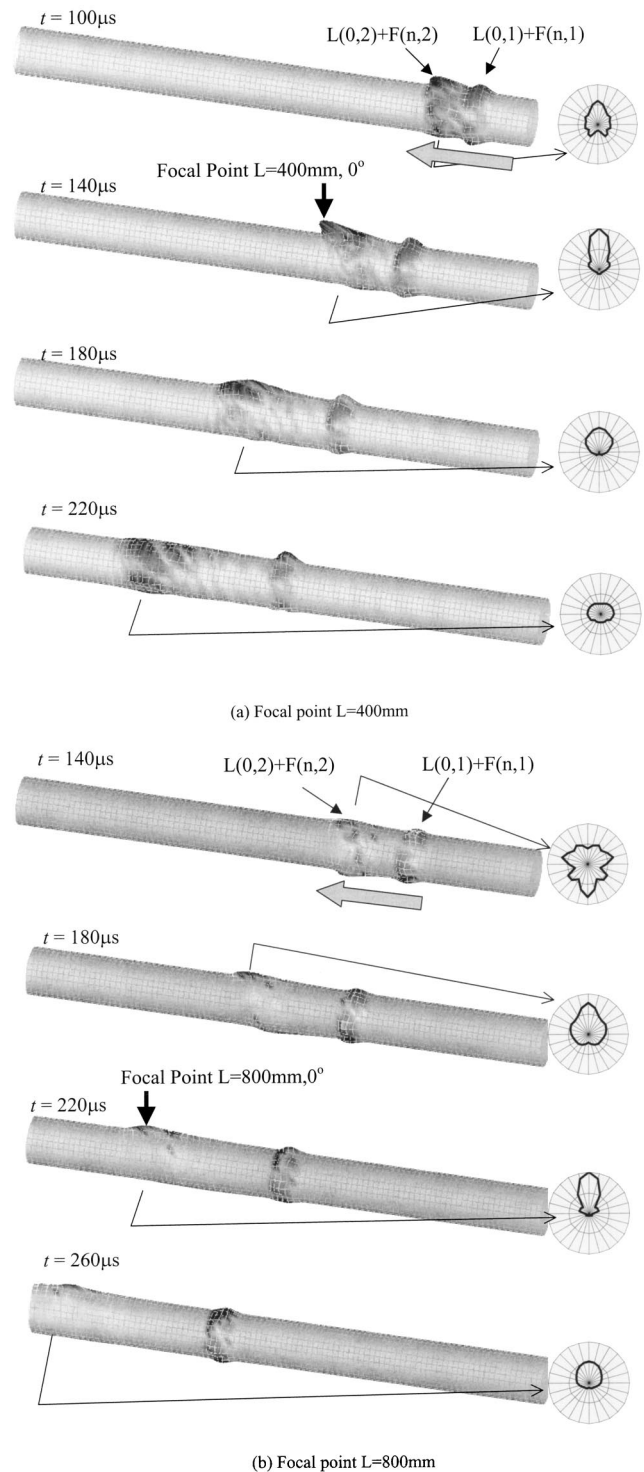 t = 100μs
L(0,2)+F(n,2) L(0,1)+F(n,1)
Focal Point L=400mm, 0°
t = 140μs
t = 180μs
t = 220μs
(a) Focal point L=400mm
t = 140μs
L(0,2)+F(n,2) L(0,1)+F(n,1)
t = 180μs
Focal Point L=800mm,0°
t = 220μs
t = 260μs
(b) Focal point L=800mm